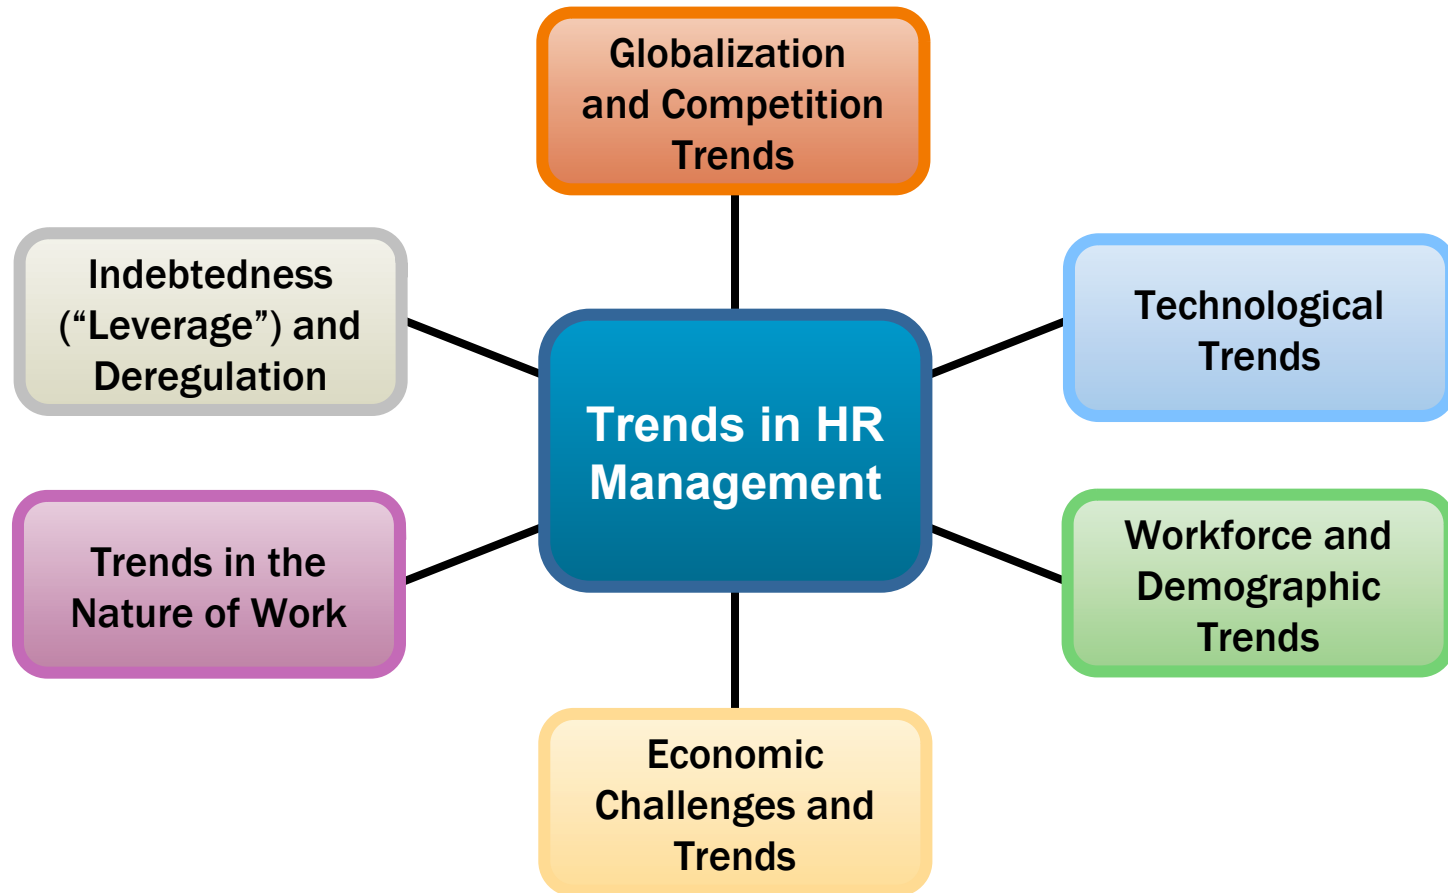 Globalization
and Competition
Trends
Indebtedness
(“Leverage”) and
Deregulation
Technological
Trends
Trends in HR
Management
Trends in the
Nature of Work
Workforce and
Demographic
Trends
Economic
Challenges and
Trends